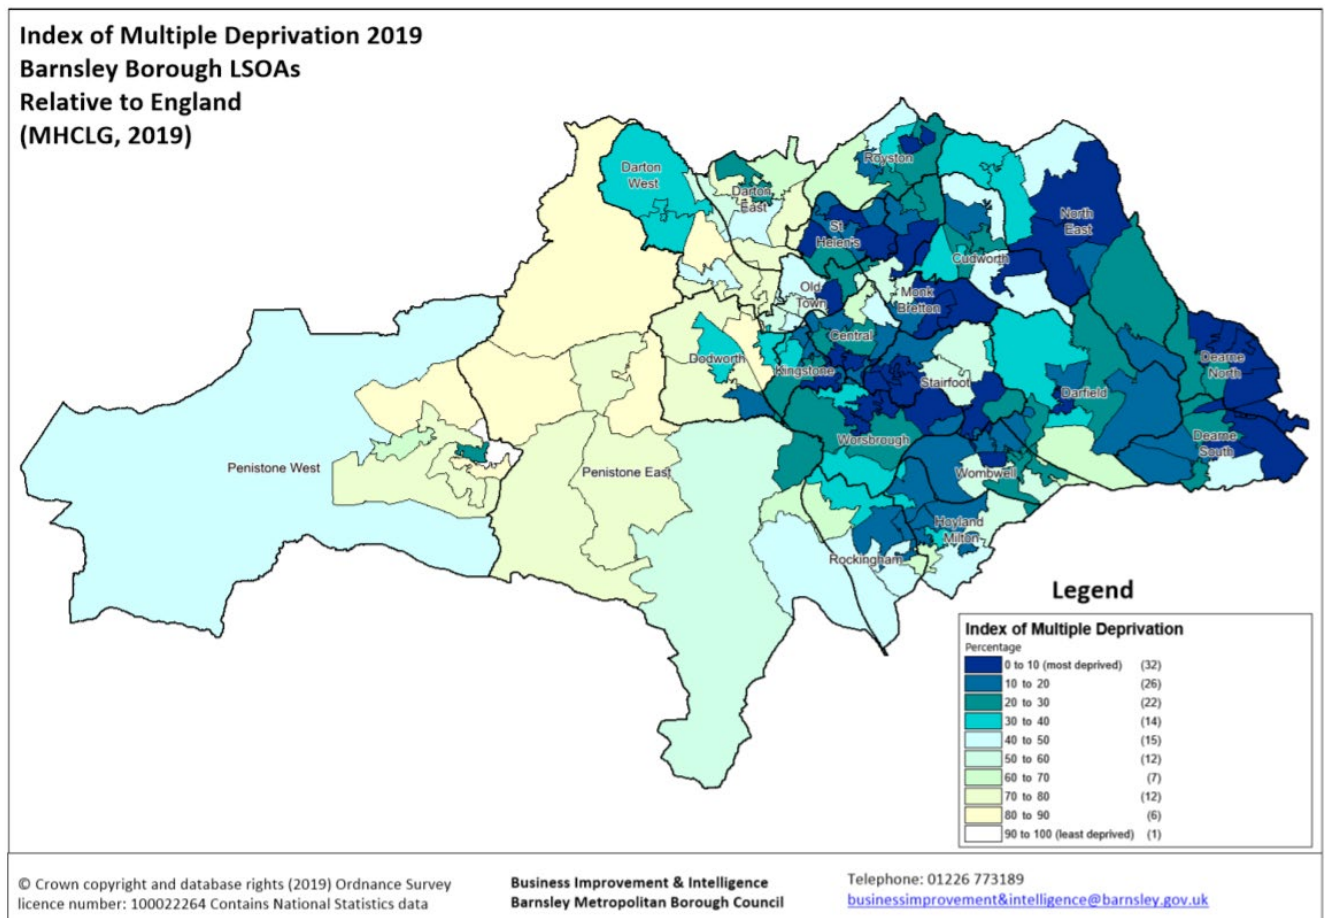 Index of Multiple Deprivation 2019
Barnsley Borough LSOAs
Relative to England
(MHCLG, 2019)
Darton
West
Darton
East
Royston
North
East
St
Helen's
Cudworth
Old
Town
Monk
Bretton
Central
Dodworth
Kingstone
Stairfoot
Dearne
North
Darfield
Worsbrough
Dearne
South
Penistone West
Penistone East
Wombwell
Hoyland
Milton
Rockingham
Legend
Index of Multiple Deprivation
Percentage
0 to 10 (most deprived) (32)
10 to 20 (26)
20 to 30 (22)
30 to 40 (14)
40 to 50 (15)
50 to 60 (12)
60 to 70 (7)
70 to 80 (12)
80 to 90 (6)
90 to 100 (least deprived) (1)
© Crown copyright and database rights (2019) Ordnance Survey
licence number: 100022264 Contains National Statistics data
Business Improvement & Intelligence
Barnsley Metropolitan Borough Council
Telephone: 01226 773189
businessimprovement&intelligence@barnsley.gov.uk